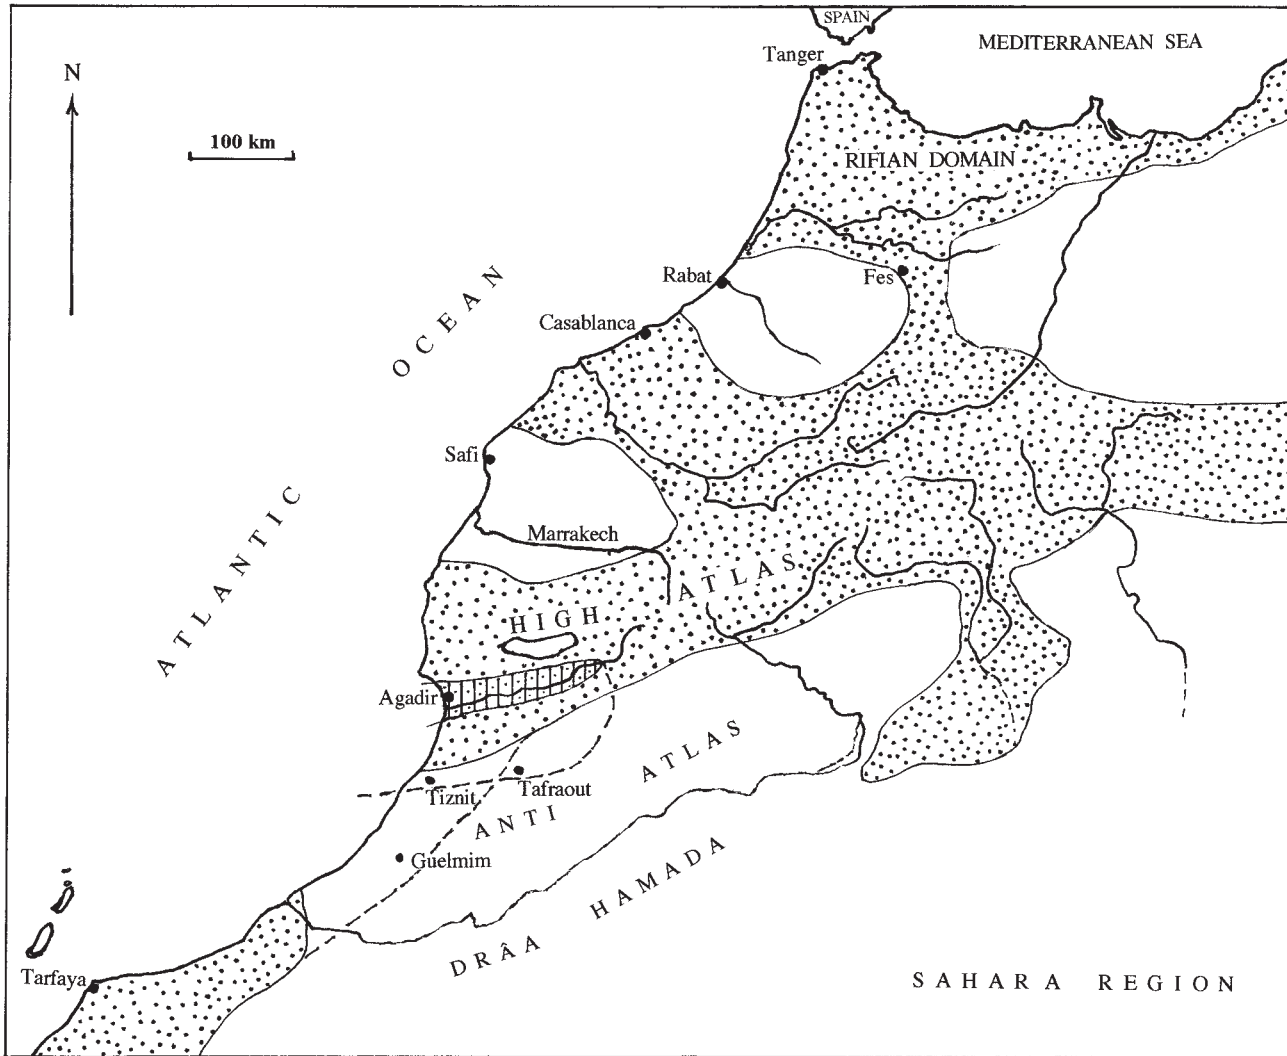 SPAIN
MEDITERRANEAN SEA
Tanger
N
100 km
RIFIAN DOMAIN
Rabat
Fes
OCEAN
Casablanca
Safi
ATLANTIC
Marrakech
HIGH ATLAS
Agadir
ANTI ATLAS
Tiznit
Tafraout
Guelmim
DRÂA HAMADA
Tarfaya
SAHARA REGION